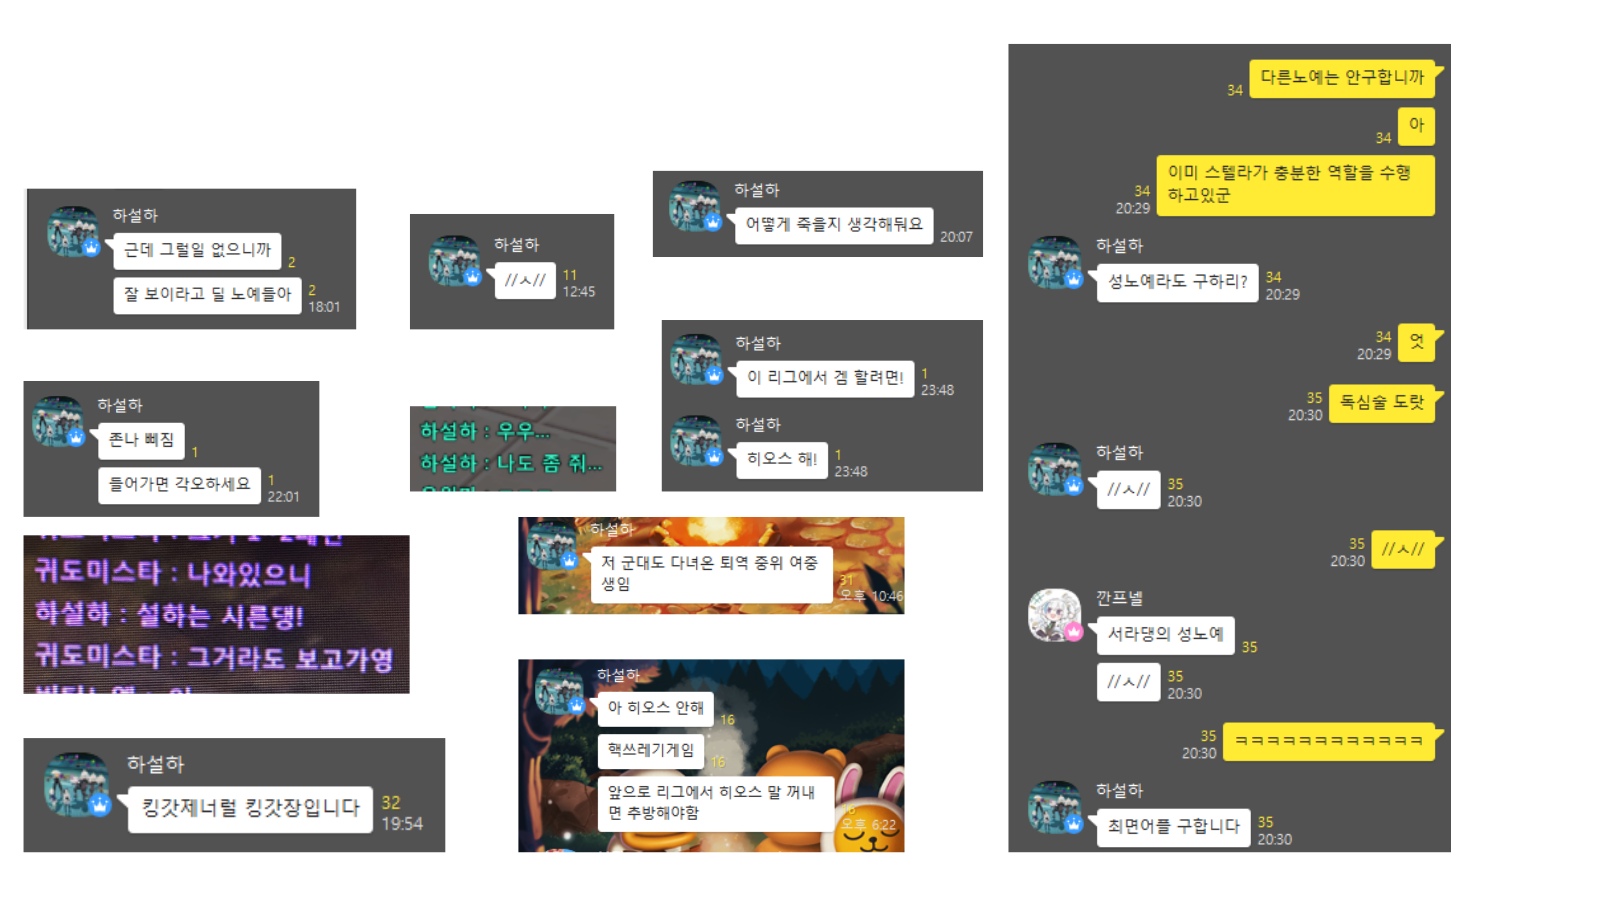 하설하
근데 그럴일 없으니까
2
잘 보이라고 딜 노예들아
2
18:01
하설하
//ㅅ//
11
12:45
하설하
어떻게 죽을지 생각해둬요
20:07
하설하
이 리그에서 겜 할려면!
1
23:48
하설하
히오스 해!
1
23:48
하설하
존나 삐짐
1
들어가면 각오하세요
1
22:01
하설하 : 우우...
하설하 : 나도 좀 줘...
귀도미스타 : 나와있으니
하설하 : 설하는 시른댕!
귀도미스타 : 그거라도 보고가영
하설하
저 군대도 다녀온 퇴역 중위 여중
생임
31
오후 10:46
하설하
아 히오스 안해
16
핵쓰레기게임
16
앞으로 리그에서 히오스 말 꺼내
면 추방해야함
16
오후 6:22
하설하
킹갓제너럴 킹갓장입니다
32
19:54
다른노예는 안구합니까
34
아
34
이미 스텔라가 충분한 역할을 수행
하고있군
34
20:29
하설하
성노예라도 구하리?
34
20:29
엇
34
20:29
독심술 도랏
35
20:30
하설하
//ㅅ//
35
20:30
//ㅅ//
35
20:30
깐프넬
서라댕의 성노예
35
//ㅅ//
35
20:30
ㅋㅋㅋㅋㅋㅋㅋㅋㅋㅋㅋㅋ
35
20:30
하설하
최면어플 구합니다
35
20:30